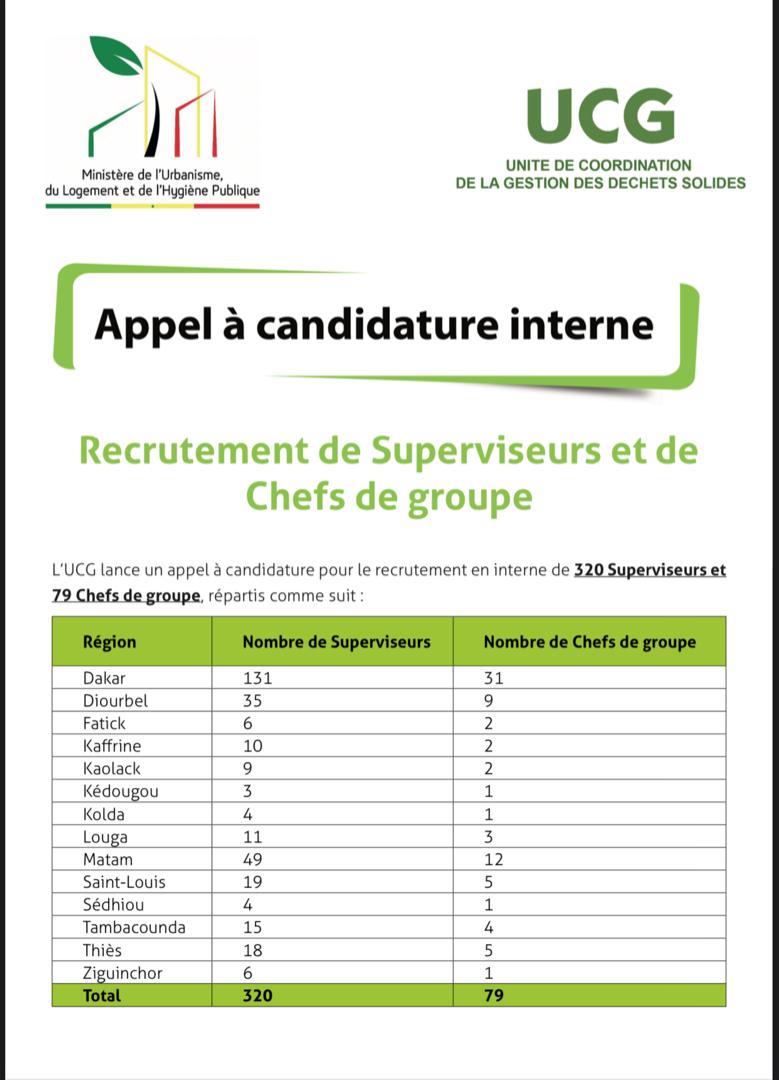 Ministère de l'Urbanisme,
du Logement et de l'Hygiène Publique
UCG
UNITE DE COORDINATION
DE LA GESTION DES DECHETS SOLIDES
Appel à candidature interne
Recrutement de Superviseurs et de
Chefs de groupe
L'UCG lance un appel à candidature pour le recrutement en interne de 320 Superviseurs et
79 Chefs de groupe, répartis comme suit :
Région Nombre de Superviseurs Nombre de Chefs de groupe
Dakar 131 31
Diourbel 35 9
Fatick 6 2
Kaffrine 10 2
Kaolack 9 2
Kédougou 3 1
Kolda 4 1
Louga 11 3
Matam 49 12
Saint-Louis 19 5
Sédhiou 4 1
Tambacounda 15 4
Thiès 18 5
Ziguinchor 6 1
Total 320 79